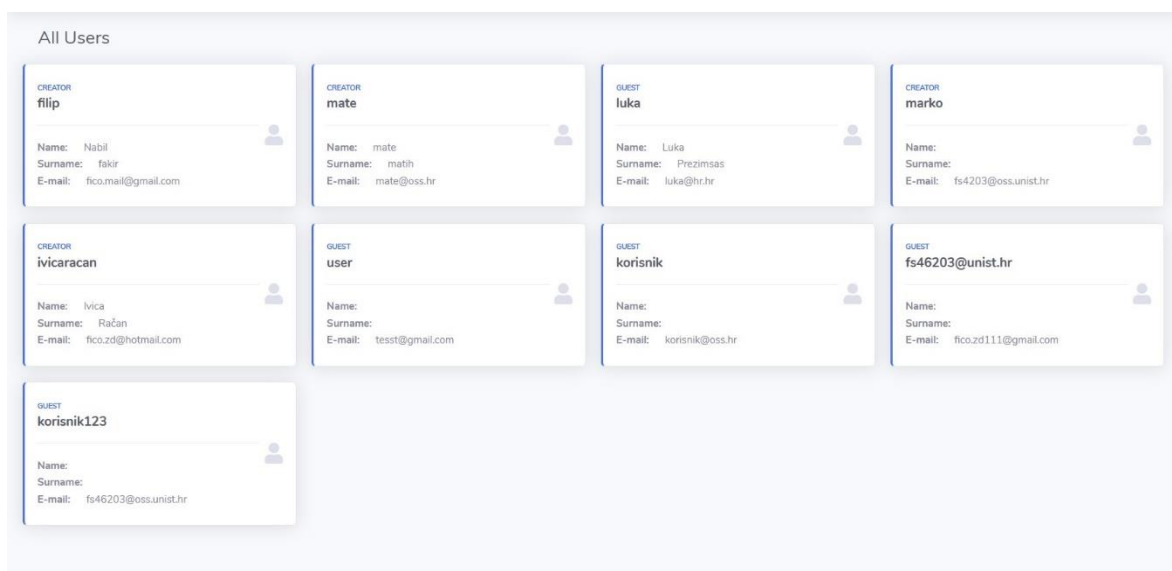 All Users
CREATOR
filip
Name: Nabil
Surname: fakir
E-mail: fico.mail@gmail.com
CREATOR
mate
Name: mate
Surname: matih
E-mail: mate@oss.hr
GUEST
luka
Name: Luka
Surname: Prezimsas
E-mail: luka@hr.hr
CREATOR
marko
Name:
Surname:
E-mail: fs4203@oss.unist.hr
CREATOR
ivicaracan
Name: Ivica
Surname: Račan
E-mail: fico.zd@hotmail.com
GUEST
user
Name:
Surname:
E-mail: tesst@gmail.com
GUEST
korisnik
Name:
Surname:
E-mail: korisnik@oss.hr
GUEST
fs46203@unist.hr
Name:
Surname:
E-mail: fico.zd111@gmail.com
GUEST
korisnik123
Name:
Surname:
E-mail: fs46203@oss.unist.hr